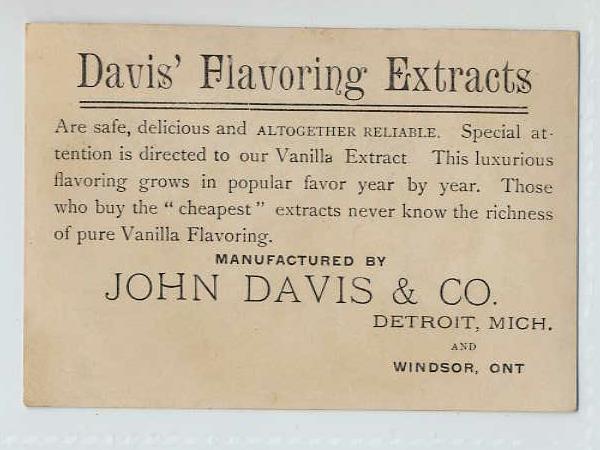 Davis' Flavoring Extracts
Are safe, delicious and ALTOGETHER RELIABLE. Special at-
tention is directed to our Vanilla Extract This luxurious
flavoring grows in popular favor year by year. Those
who buy the "cheapest" extracts never know the richness
of pure Vanilla Flavoring.
MANUFACTURED BY
JOHN DAVIS & CO.
DETROIT, MICH.
AND
WINDSOR, ONT